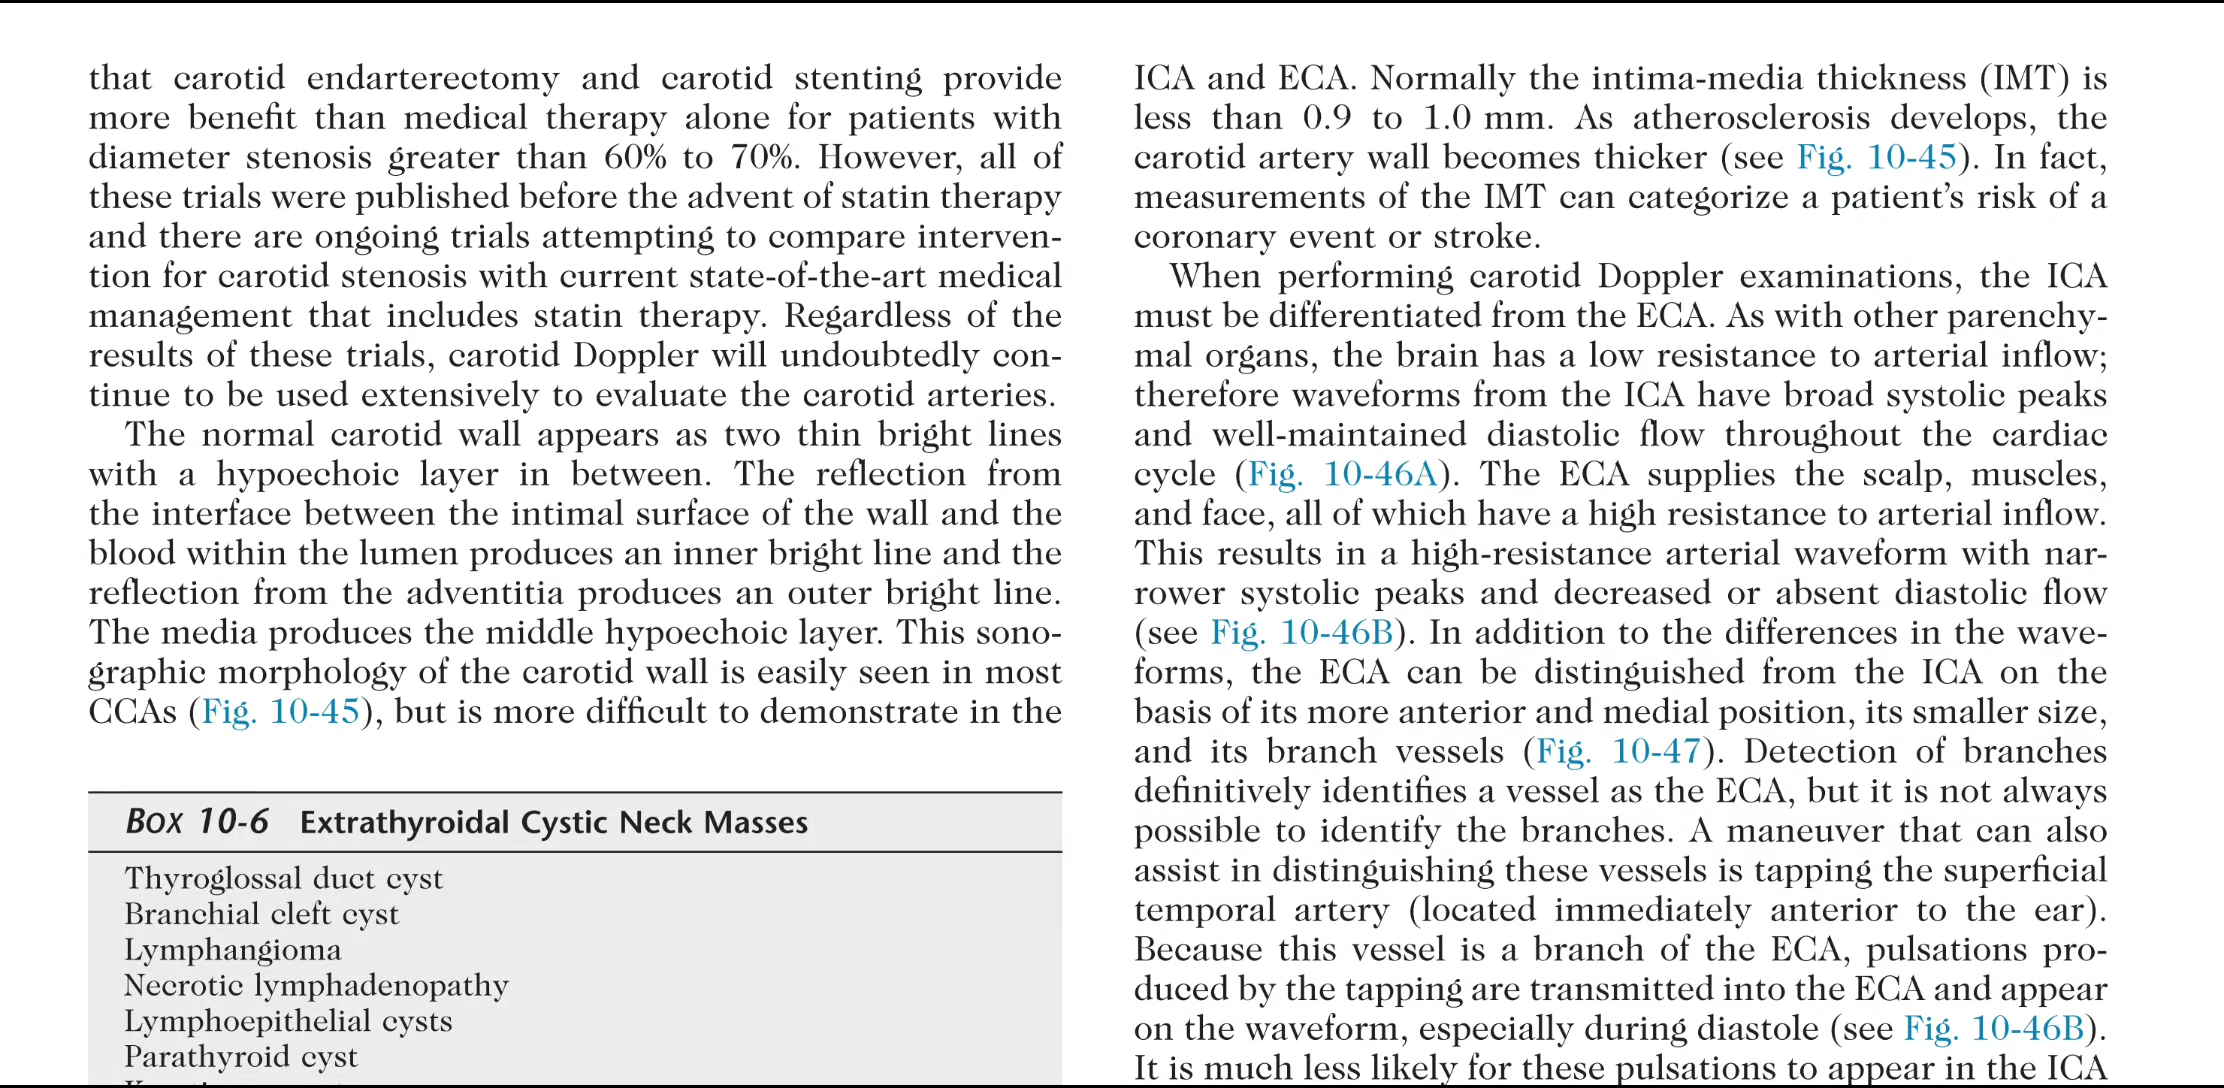 that carotid endarterectomy and carotid stenting provide
more benefit than medical therapy alone for patients with
diameter stenosis greater than 60% to 70%. However, all of
these trials were published before the advent of statin therapy
and there are ongoing trials attempting to compare interven-
tion for carotid stenosis with current state-of-the-art medical
management that includes statin therapy. Regardless of the
results of these trials, carotid Doppler will undoubtedly con-
tinue to be used extensively to evaluate the carotid arteries.
The normal carotid wall appears as two thin bright lines
with a hypoechoic layer in between. The reflection from
the interface between the intimal surface of the wall and the
blood within the lumen produces an inner bright line and the
reflection from the adventitia produces an outer bright line.
The media produces the middle hypoechoic layer. This sono-
graphic morphology of the carotid wall is easily seen in most
CCAs (Fig. 10-45), but is more difficult to demonstrate in the
BOX 10-6 Extrathyroidal Cystic Neck Masses
Thyroglossal duct cyst
Branchial cleft cyst
Lymphangioma
Necrotic lymphadenopathy
Lymphoepithelial cysts
Parathyroid cyst
ICA and ECA. Normally the intima-media thickness (IMT) is
less than 0.9 to 1.0 mm. As atherosclerosis develops, the
carotid artery wall becomes thicker (see Fig. 10-45). In fact,
measurements of the IMT can categorize a patient's risk of a
coronary event or stroke.
When performing carotid Doppler examinations, the ICA
must be differentiated from the ECA. As with other parenchy-
mal organs, the brain has a low resistance to arterial inflow;
therefore waveforms from the ICA have broad systolic peaks
and well-maintained diastolic flow throughout the cardiac
cycle (Fig. 10-46A). The ECA supplies the scalp, muscles,
and face, all of which have a high resistance to arterial inflow.
This results in a high-resistance arterial waveform with nar-
rower systolic peaks and decreased or absent diastolic flow
(see Fig. 10-46B). In addition to the differences in the wave-
forms, the ECA can be distinguished from the ICA on the
basis of its more anterior and medial position, its smaller size,
and its branch vessels (Fig. 10-47). Detection of branches
definitively identifies a vessel as the ECA, but it is not always
possible to identify the branches. A maneuver that can also
assist in distinguishing these vessels is tapping the superficial
temporal artery (located immediately anterior to the ear).
Because this vessel is a branch of the ECA, pulsations pro-
duced by the tapping are transmitted into the ECA and appear
on the waveform, especially during diastole (see Fig. 10-46B).
It is much less likely for these pulsations to appear in the ICA